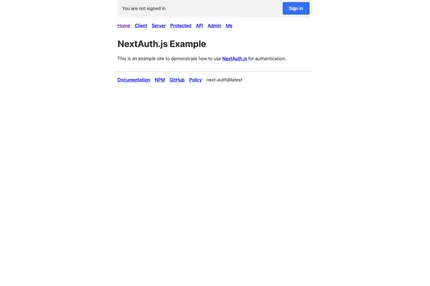 You are not signed in
Sign in
Home Client Server Protected API Admin Me
NextAuth.js Example
This is an example site to demonstrate how to use NextAuth.js for authentication.
Documentation NPM GitHub Policy next-auth@latest